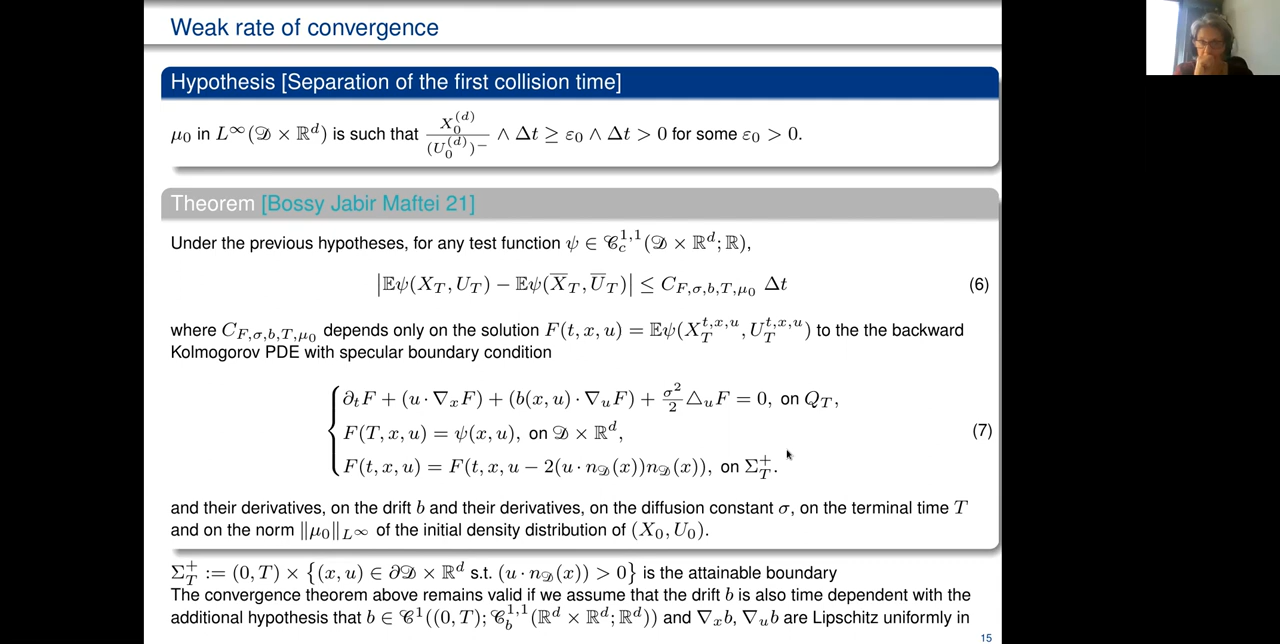 Weak rate of convergence
Hypothesis [Separation of the first collision time]
μ₀ in L^∞(𝒟 × ℝ^d) is such that X₀^(d)/(U₀^(d))^− ∧ Δt ≥ ε₀ ∧ Δt > 0 for some ε₀ > 0.
Theorem [Bossy Jabir Maftei 21]
Under the previous hypotheses, for any test function ψ ∈ 𝒞_c^{1,1}(𝒟 × ℝ^d; ℝ),
|𝔼ψ(X_T, U_T) − 𝔼ψ(X̅_T, U̅_T)| ≤ C_{F,σ,b,T,μ₀} Δt (6)
where C_{F,σ,b,T,μ₀} depends only on the solution F(t, x, u) = 𝔼ψ(X_T^{t,x,u}, U_T^{t,x,u}) to the the backward
Kolmogorov PDE with specular boundary condition
∂_tF + (u · ∇_xF) + (b(x, u) · ∇_uF) + σ²/2 △_uF = 0, on Q_T,
F(T, x, u) = ψ(x, u), on 𝒟 × ℝ^d, (7)
F(t, x, u) = F(t, x, u − 2(u · n_𝒟(x))n_𝒟(x)), on Σ_T^+.
and their derivatives, on the drift b and their derivatives, on the diffusion constant σ, on the terminal time T
and on the norm ‖μ₀‖_{L^∞} of the initial density distribution of (X₀, U₀).
Σ_T^+ := (0, T) × {(x, u) ∈ ∂𝒟 × ℝ^d s.t. (u · n_𝒟(x)) > 0} is the attainable boundary
The convergence theorem above remains valid if we assume that the drift b is also time dependent with the
additional hypothesis that b ∈ 𝒞¹((0, T); 𝒞_b^{1,1}(ℝ^d × ℝ^d; ℝ^d)) and ∇_xb, ∇_ub are Lipschitz uniformly in
15